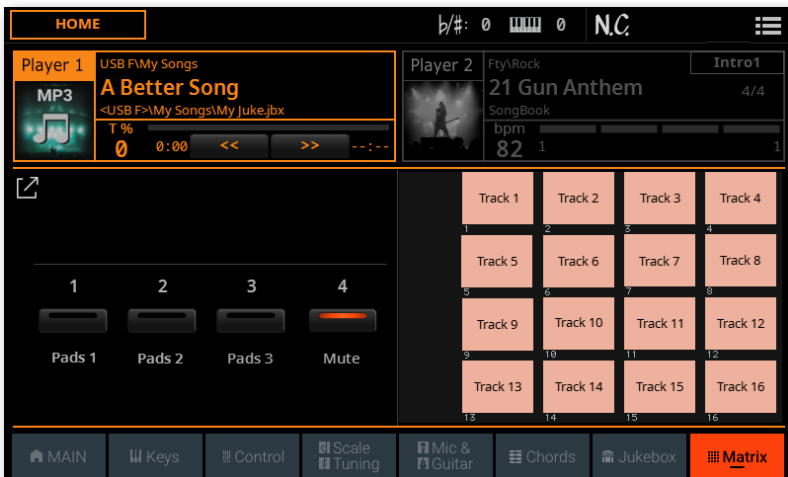 HOME
b/#: 0 0 N.C.
Player 1 USB F\My Songs
MP3
A Better Song
<USB F>\My Songs\My Juke.jbx
T %
0 0:00 << >> --:--
Player 2 Fty\Rock Intro1
21 Gun Anthem 4/4
SongBook
bpm
82 1 1
1 2 3 4
Pads 1 Pads 2 Pads 3 Mute
Track 1 Track 2 Track 3 Track 4
1 2 3 4
Track 5 Track 6 Track 7 Track 8
5 6 7 8
Track 9 Track 10 Track 11 Track 12
9 10 11 12
Track 13 Track 14 Track 15 Track 16
13 14 15 16
MAIN Keys Control Scale Tuning Mic & Guitar Chords Jukebox Matrix